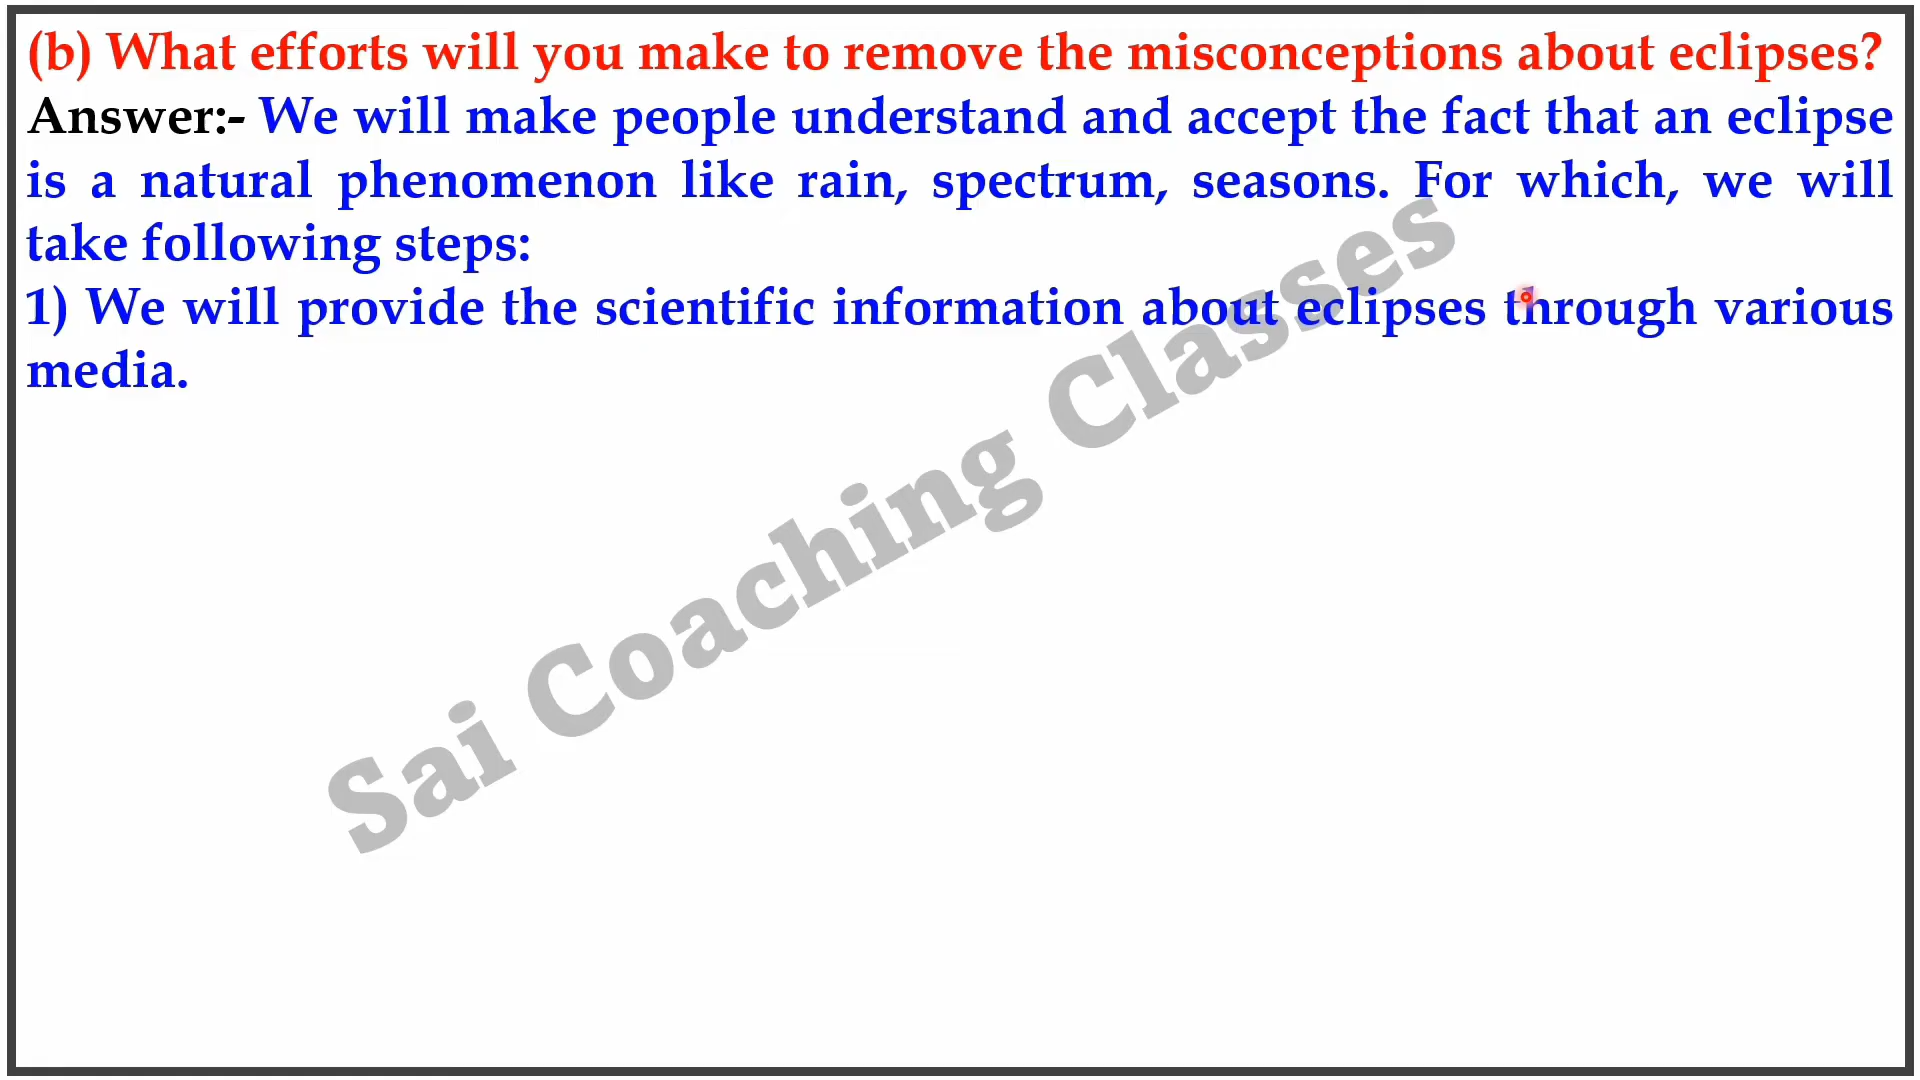 (b) What efforts will you make to remove the misconceptions about eclipses?
Answer:- We will make people understand and accept the fact that an eclipse
is a natural phenomenon like rain, spectrum, seasons. For which, we will
take following steps:
1) We will provide the scientific information about eclipses through various
media.
Sai Coaching Classes